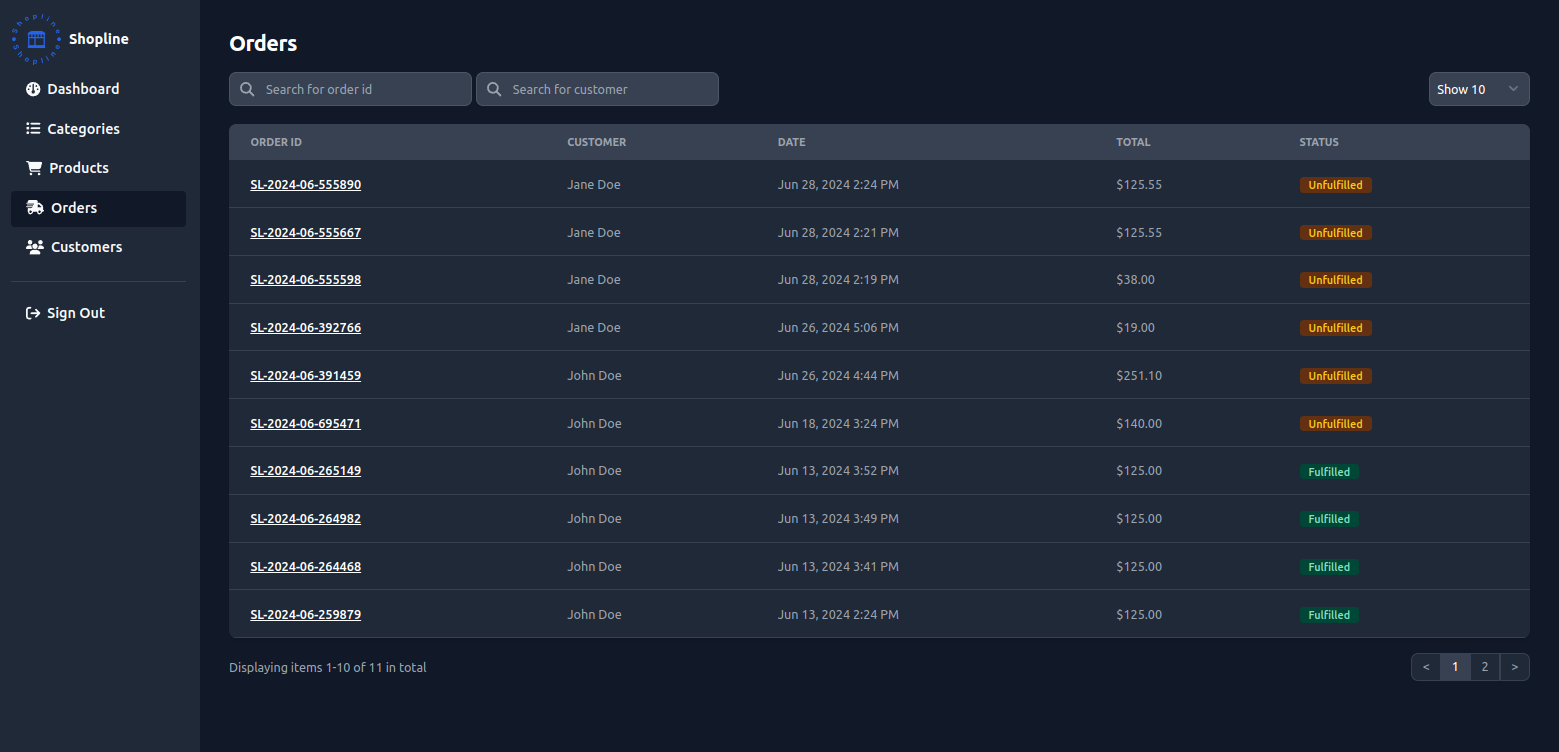 Shopline
Shopline
Shopline
Dashboard
Categories
Products
Orders
Customers
Sign Out
Orders
Search for order id
Search for customer
Show 10
ORDER ID CUSTOMER DATE TOTAL STATUS
SL-2024-06-555890 Jane Doe Jun 28, 2024 2:24 PM $125.55 Unfulfilled
SL-2024-06-555667 Jane Doe Jun 28, 2024 2:21 PM $125.55 Unfulfilled
SL-2024-06-555598 Jane Doe Jun 28, 2024 2:19 PM $38.00 Unfulfilled
SL-2024-06-392766 Jane Doe Jun 26, 2024 5:06 PM $19.00 Unfulfilled
SL-2024-06-391459 John Doe Jun 26, 2024 4:44 PM $251.10 Unfulfilled
SL-2024-06-695471 John Doe Jun 18, 2024 3:24 PM $140.00 Unfulfilled
SL-2024-06-265149 John Doe Jun 13, 2024 3:52 PM $125.00 Fulfilled
SL-2024-06-264982 John Doe Jun 13, 2024 3:49 PM $125.00 Fulfilled
SL-2024-06-264468 John Doe Jun 13, 2024 3:41 PM $125.00 Fulfilled
SL-2024-06-259879 John Doe Jun 13, 2024 2:24 PM $125.00 Fulfilled
Displaying items 1-10 of 11 in total
< 1 2 >